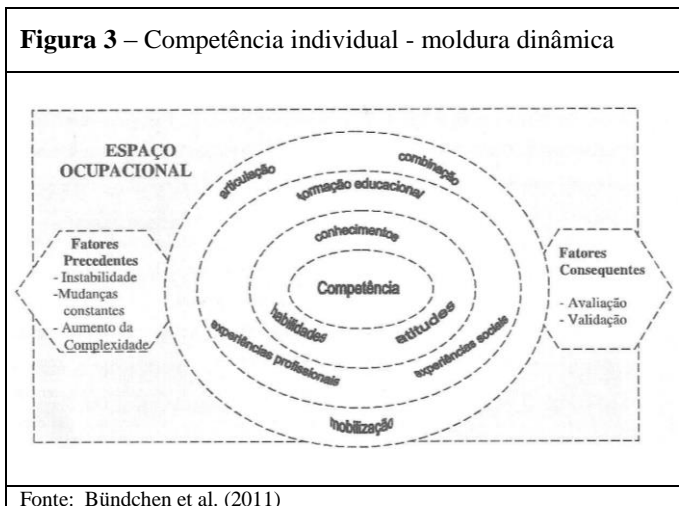 Figura 3 – Competência individual - moldura dinâmica
ESPAÇO
OCUPACIONAL
articulação
combinação
formação educacional
conhecimentos
Competência
habilidades
atitudes
experiências profissionais
experiências sociais
mobilização
Fatores
Precedentes
- Instabilidade
-Mudanças
constantes
- Aumento da
Complexidade
Fatores
Consequentes
- Avaliação
- Validação
Fonte: Bündchen et al. (2011)